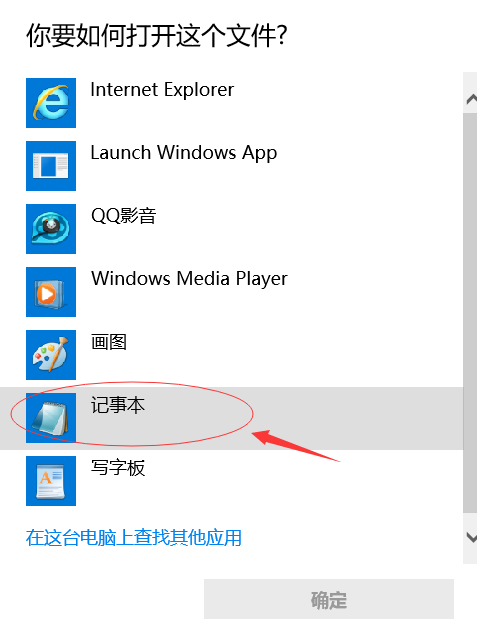 你要如何打开这个文件?
Internet Explorer
Launch Windows App
QQ影音
Windows Media Player
画图
记事本
写字板
在这台电脑上查找其他应用
确定